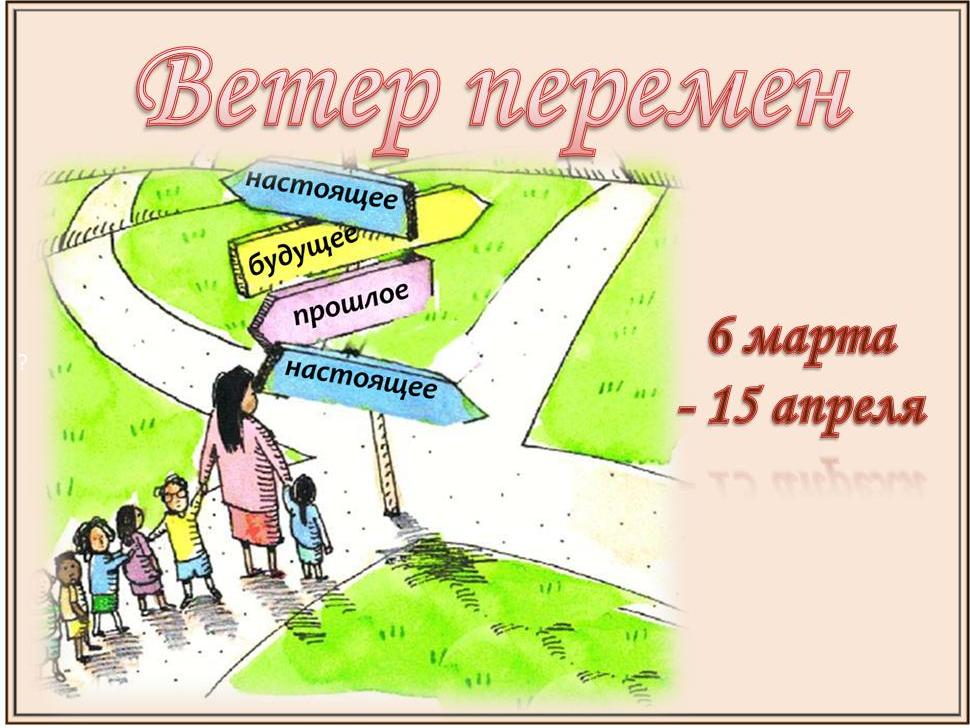 Ветер перемен
настоящее
будущее
прошлое
настоящее
6 марта
- 15 апреля
?